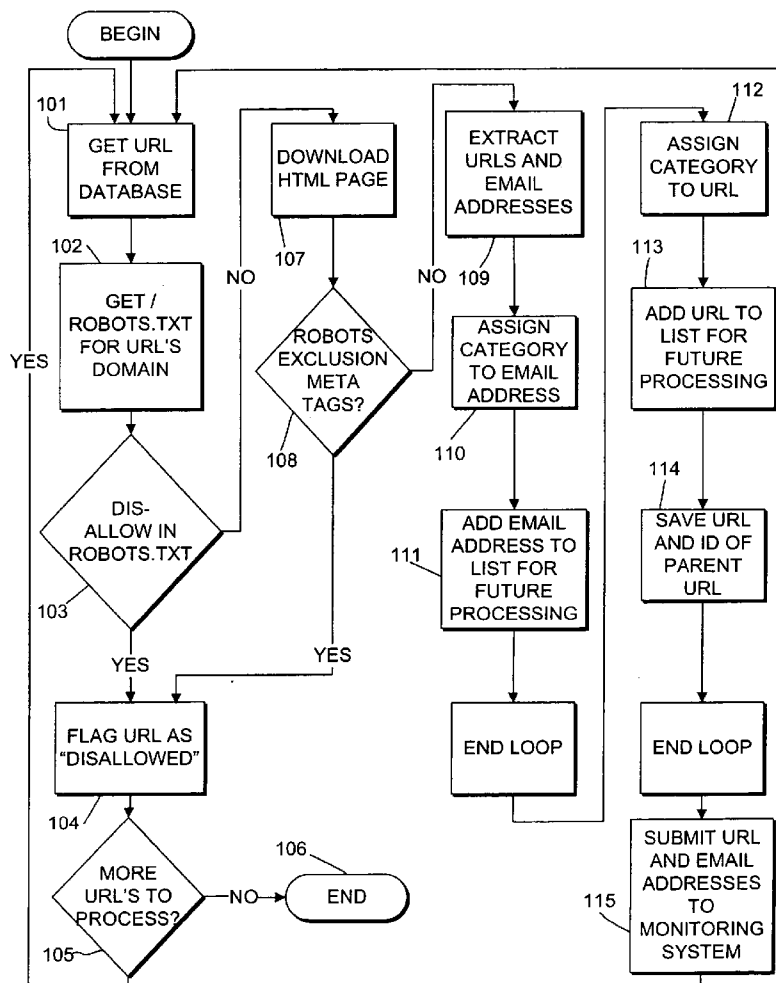 BEGIN
101
GET URL
FROM
DATABASE
102
GET /
ROBOTS.TXT
FOR URL'S
DOMAIN
YES
NO
DIS-
ALLOW IN
ROBOTS.TXT
103
YES
FLAG URL AS
"DISALLOWED"
104
MORE
URL'S TO
PROCESS?
105
NO
106
END
DOWNLOAD
HTML PAGE
107
NO
ROBOTS
EXCLUSION
META
TAGS?
108
YES
EXTRACT
URLS AND
EMAIL
ADDRESSES
109
ASSIGN
CATEGORY
TO EMAIL
ADDRESS
110
ADD EMAIL
ADDRESS TO
LIST FOR
FUTURE
PROCESSING
111
END LOOP
112
ASSIGN
CATEGORY
TO URL
113
ADD URL TO
LIST FOR
FUTURE
PROCESSING
114
SAVE URL
AND ID OF
PARENT
URL
END LOOP
SUBMIT URL
AND EMAIL
ADDRESSES
TO
MONITORING
SYSTEM
115